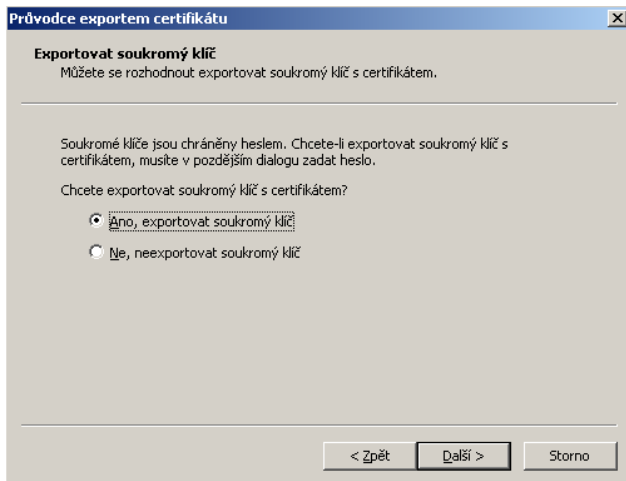 Průvodce exportem certifikátu
Exportovat soukromý klíč
Můžete se rozhodnout exportovat soukromý klíč s certifikátem.
Soukromé klíče jsou chráněny heslem. Chcete-li exportovat soukromý klíč s
certifikátem, musíte v pozdějším dialogu zadat heslo.
Chcete exportovat soukromý klíč s certifikátem?
Ano, exportovat soukromý klíč
Ne, neexportovat soukromý klíč
< Zpět Další > Storno